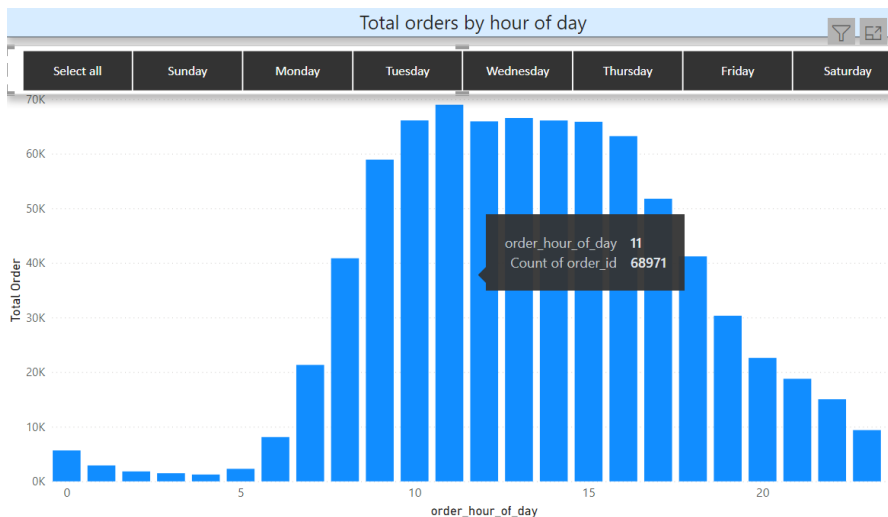 Total orders by hour of day
Select all Sunday Monday Tuesday Wednesday Thursday Friday Saturday
70K
60K
50K
order_hour_of_day 11
Count of order_id 68971
40K
Total Order
30K
20K
10K
0K
0 5 10 15 20
order_hour_of_day